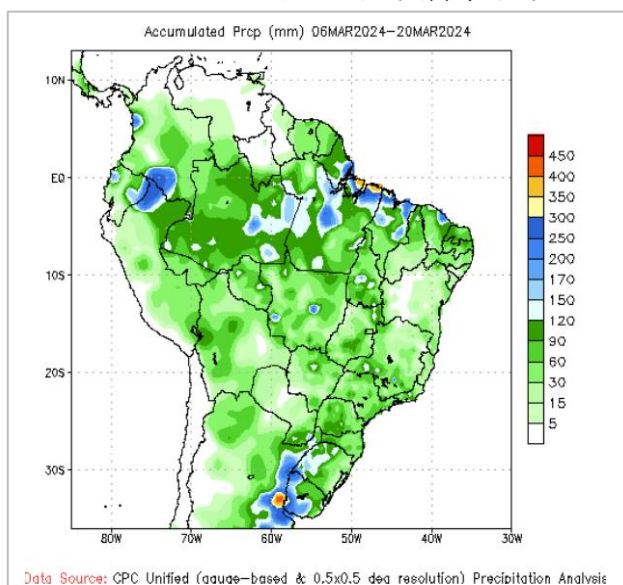 Accumulated Prcp (mm) 06MAR2024-20MAR2024
10N
EQ
10S
20S
30S
80W
70W
60W
50W
40W
30W
450
400
350
300
250
200
170
150
120
90
60
30
15
5
Data Source: CPC Unified (gauge-based & 0.5x0.5 deg resolution) Precipitation Analysis